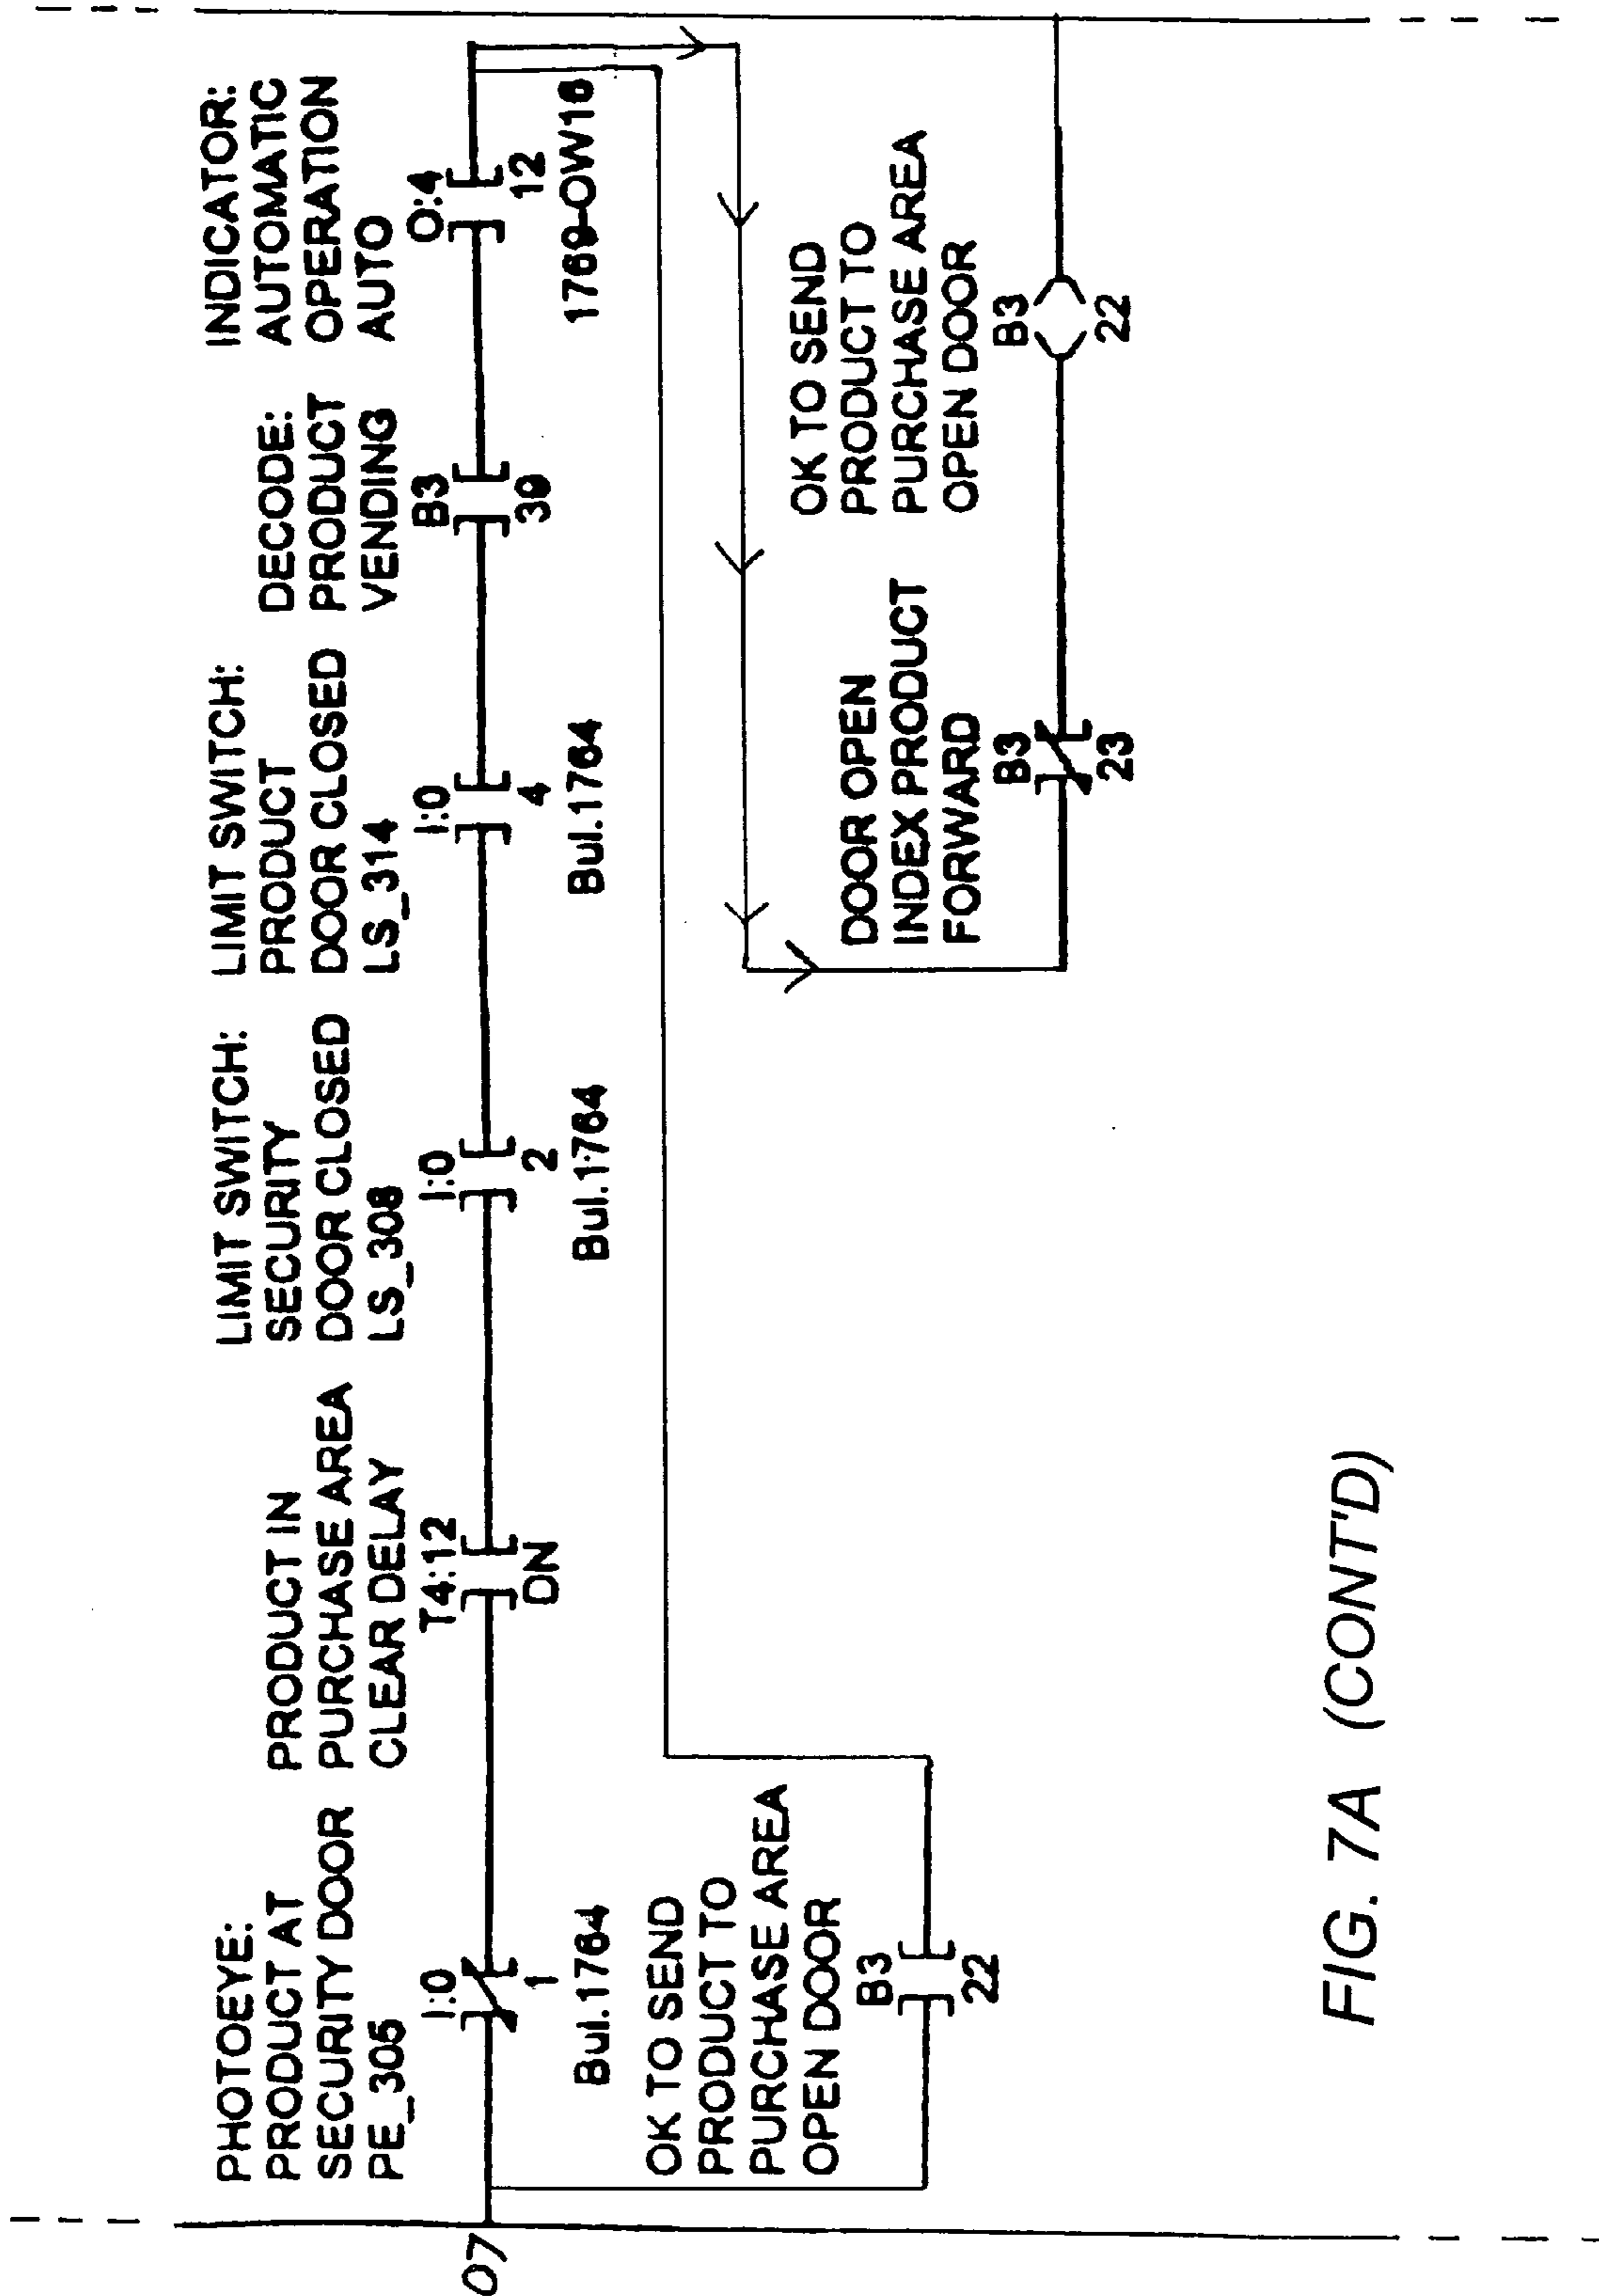 07
PHOTOEYE:
PRODUCT AT
SECURITY DOOR
PE_305
I:0
1
Bul.1764
PRODUCT IN
PURCHASE AREA
CLEAR DELAY
T4:12
DN
LIMIT SWITCH:
SECURITY
DOOR CLOSED
LS_308
I:0
2
Bul.1764
LIMIT SWITCH:
PRODUCT
DOOR CLOSED
LS_314
I:0
4
Bul.1764
DECODE:
PRODUCT
VENDING
B3
39
INDICATOR:
AUTOMATIC
OPERATION
AUTO
O:4
12
1769-OW16
OK TO SEND
PRODUCT TO
PURCHASE AREA
OPEN DOOR
B3
22
DOOR OPEN
INDEX PRODUCT
FORWARD
B3
23
OK TO SEND
PRODUCT TO
PURCHASE AREA
OPEN DOOR
B3
22
FIG. 7A (CONT'D)